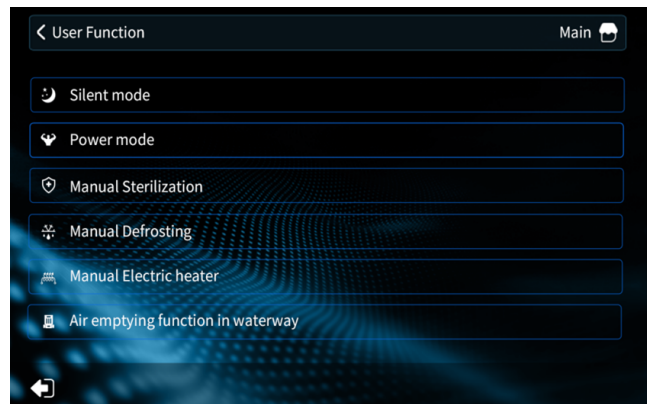 User Function
Main
Silent mode
Power mode
Manual Sterilization
Manual Defrosting
Manual Electric heater
Air emptying function in waterway